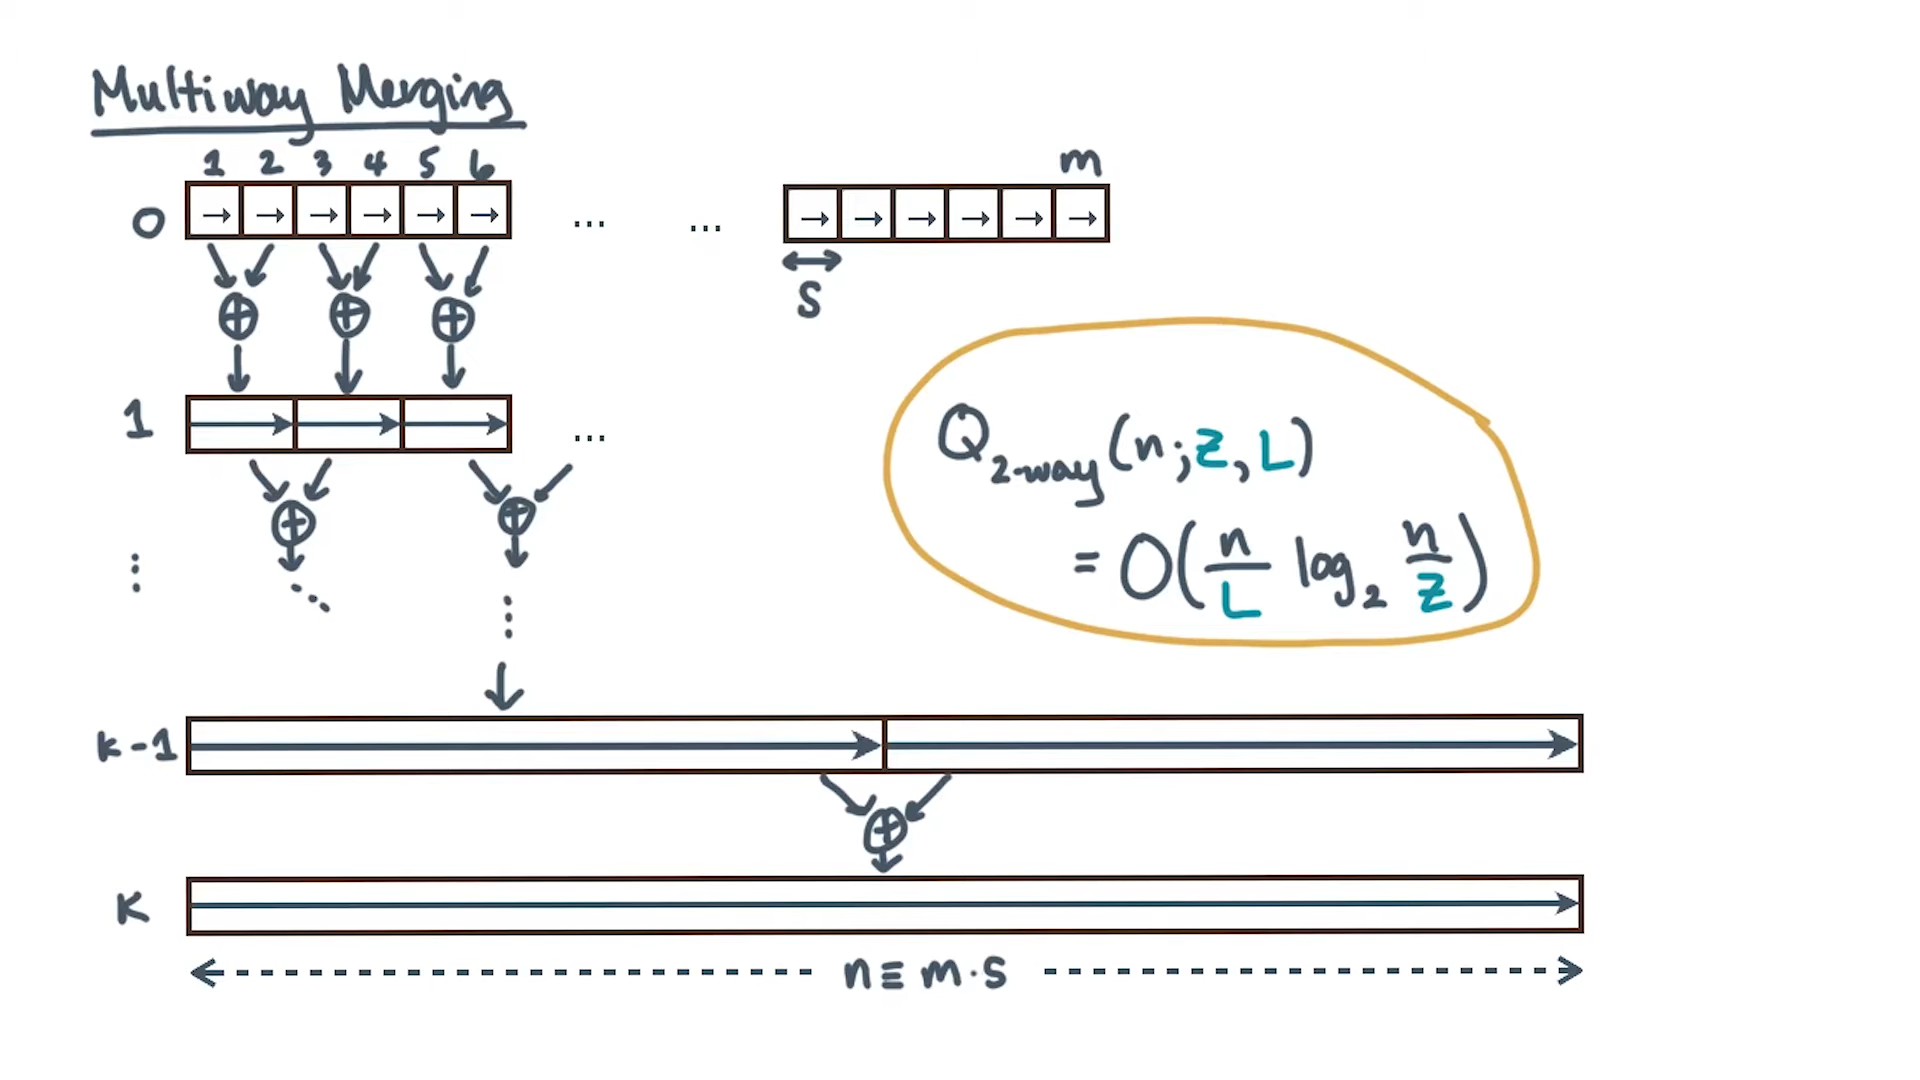 Multiway Merging
1 2 3 4 5 6 m
0 ... ...
s
1 ...
Q2-way(n; Z, L)
= O(n/L log2 n/Z)
k-1
k
n ≡ m·s